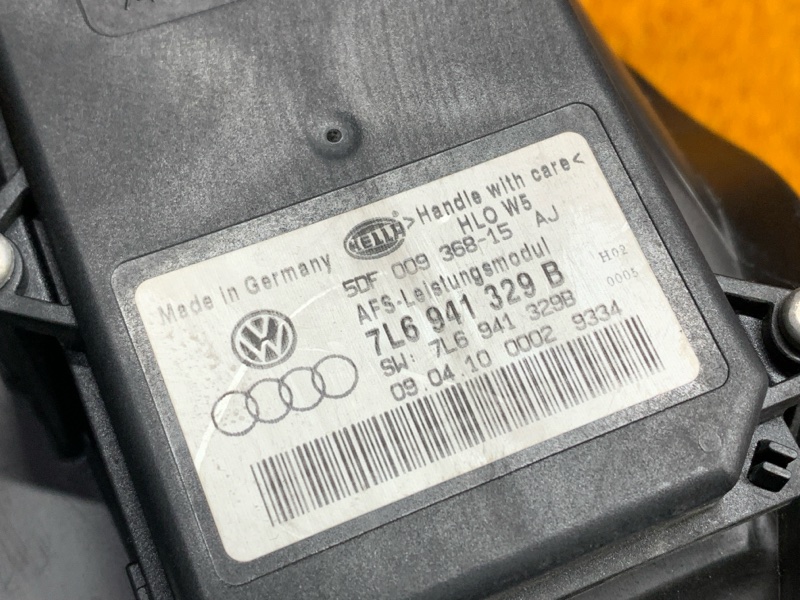 Made in Germany
HELLA
>Handle with care<
HLO W5
5DF 009 368-15 AJ
AFS-Leistungsmodul
7L6 941 329 B
SW: 7L6 941 329B
09.04.10 0002 9334
H02
0005